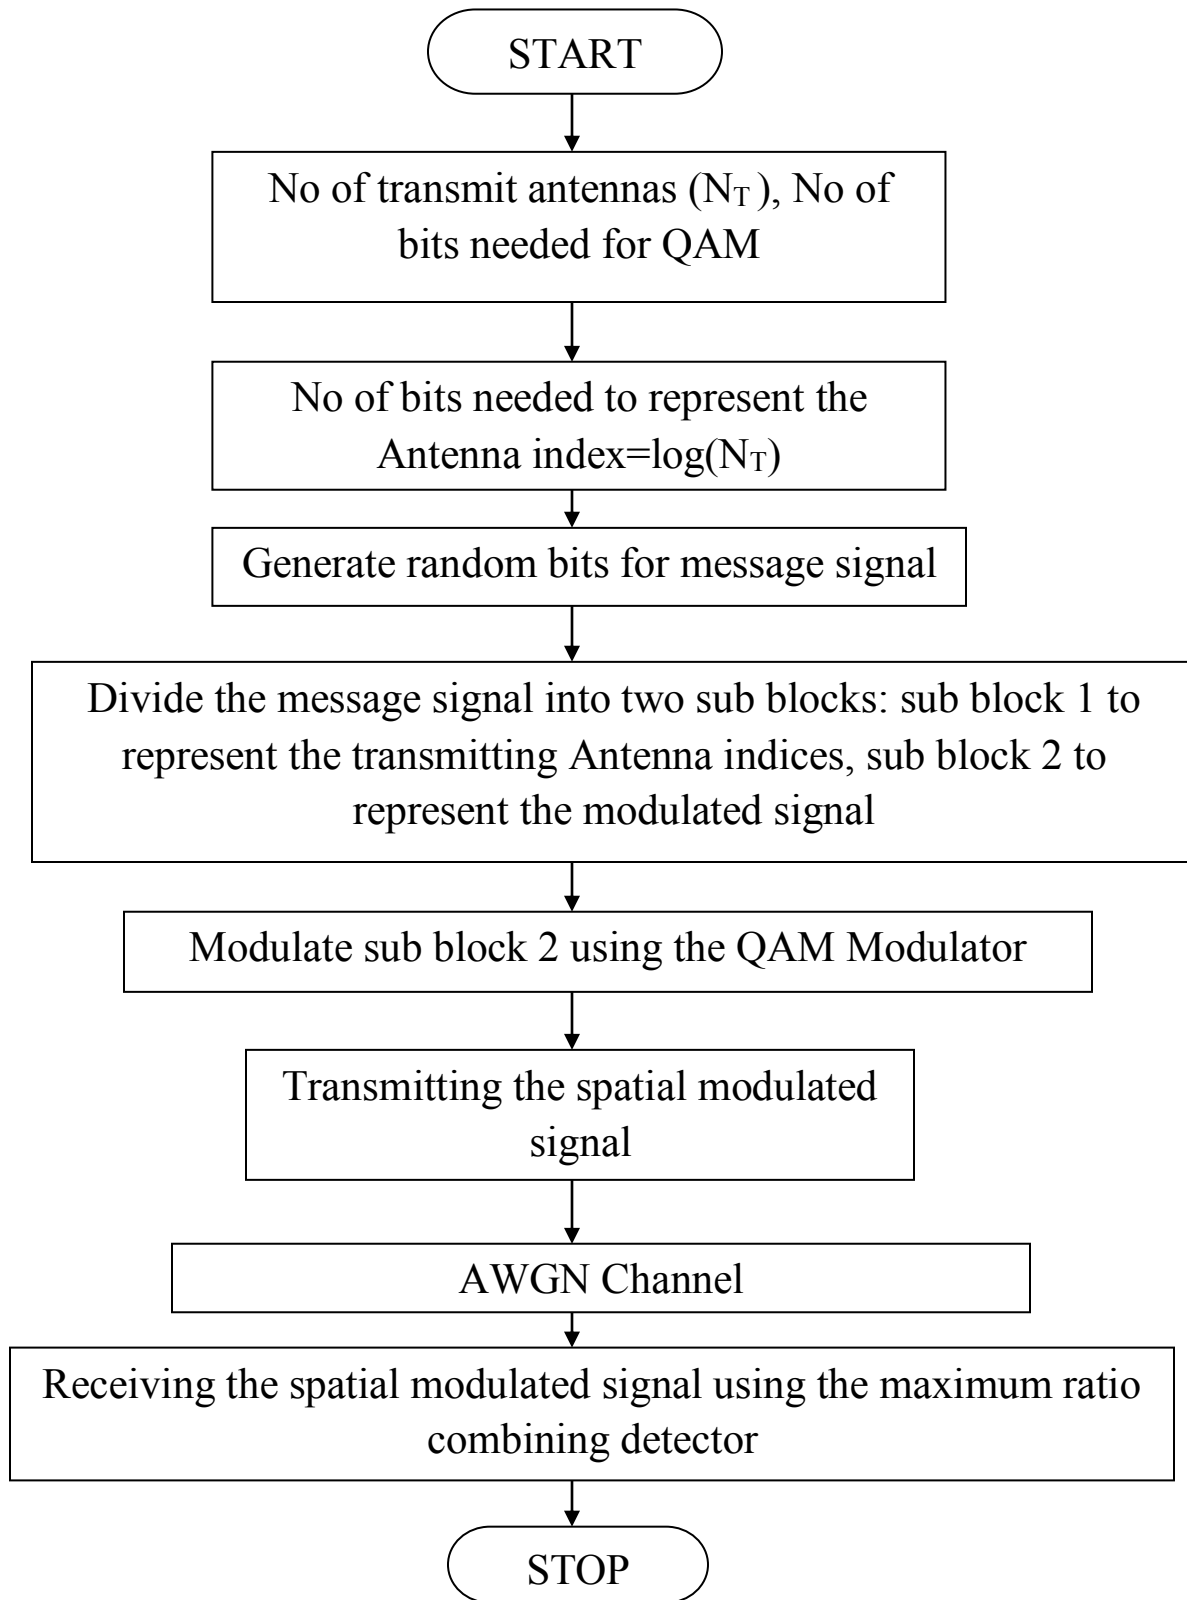 START
No of transmit antennas (N_T ), No of
bits needed for QAM
No of bits needed to represent the
Antenna index=log(N_T)
Generate random bits for message signal
Divide the message signal into two sub blocks: sub block 1 to
represent the transmitting Antenna indices, sub block 2 to
represent the modulated signal
Modulate sub block 2 using the QAM Modulator
Transmitting the spatial modulated
signal
AWGN Channel
Receiving the spatial modulated signal using the maximum ratio
combining detector
STOP